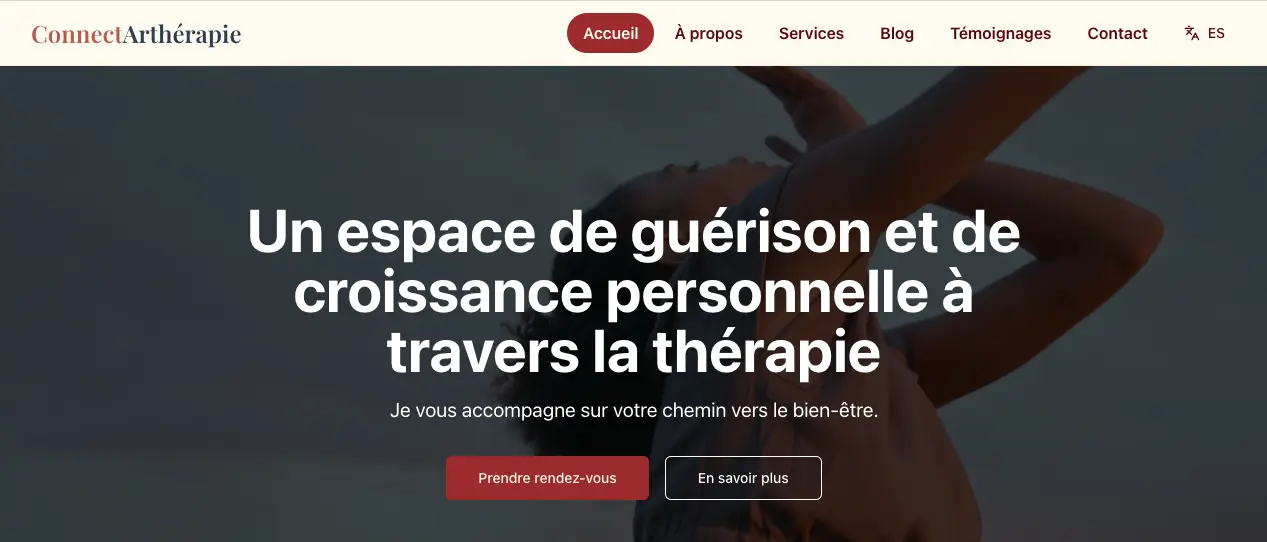 ConnectArthérapie
Accueil
À propos
Services
Blog
Témoignages
Contact
ES
Un espace de guérison et de
croissance personnelle à
travers la thérapie
Je vous accompagne sur votre chemin vers le bien-être.
Prendre rendez-vous
En savoir plus